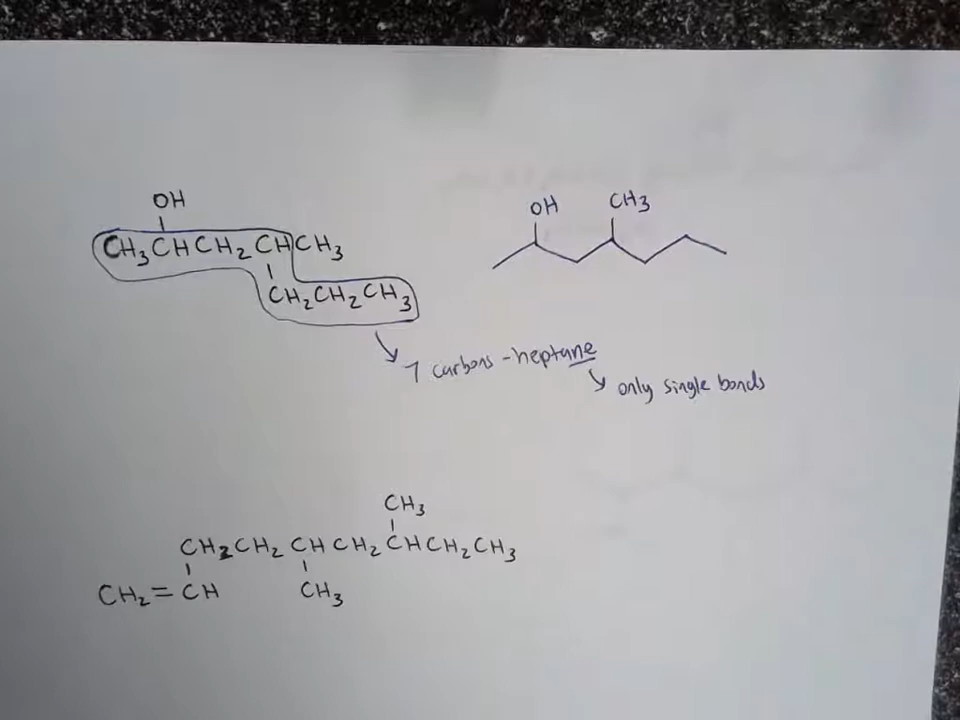 OH
CH3CHCH2CHCH3
CH2CH2CH3
OH CH3
7 carbons - heptane
only single bonds
CH3
CH2CH2CHCH2CHCH2CH3
CH2=CH CH3